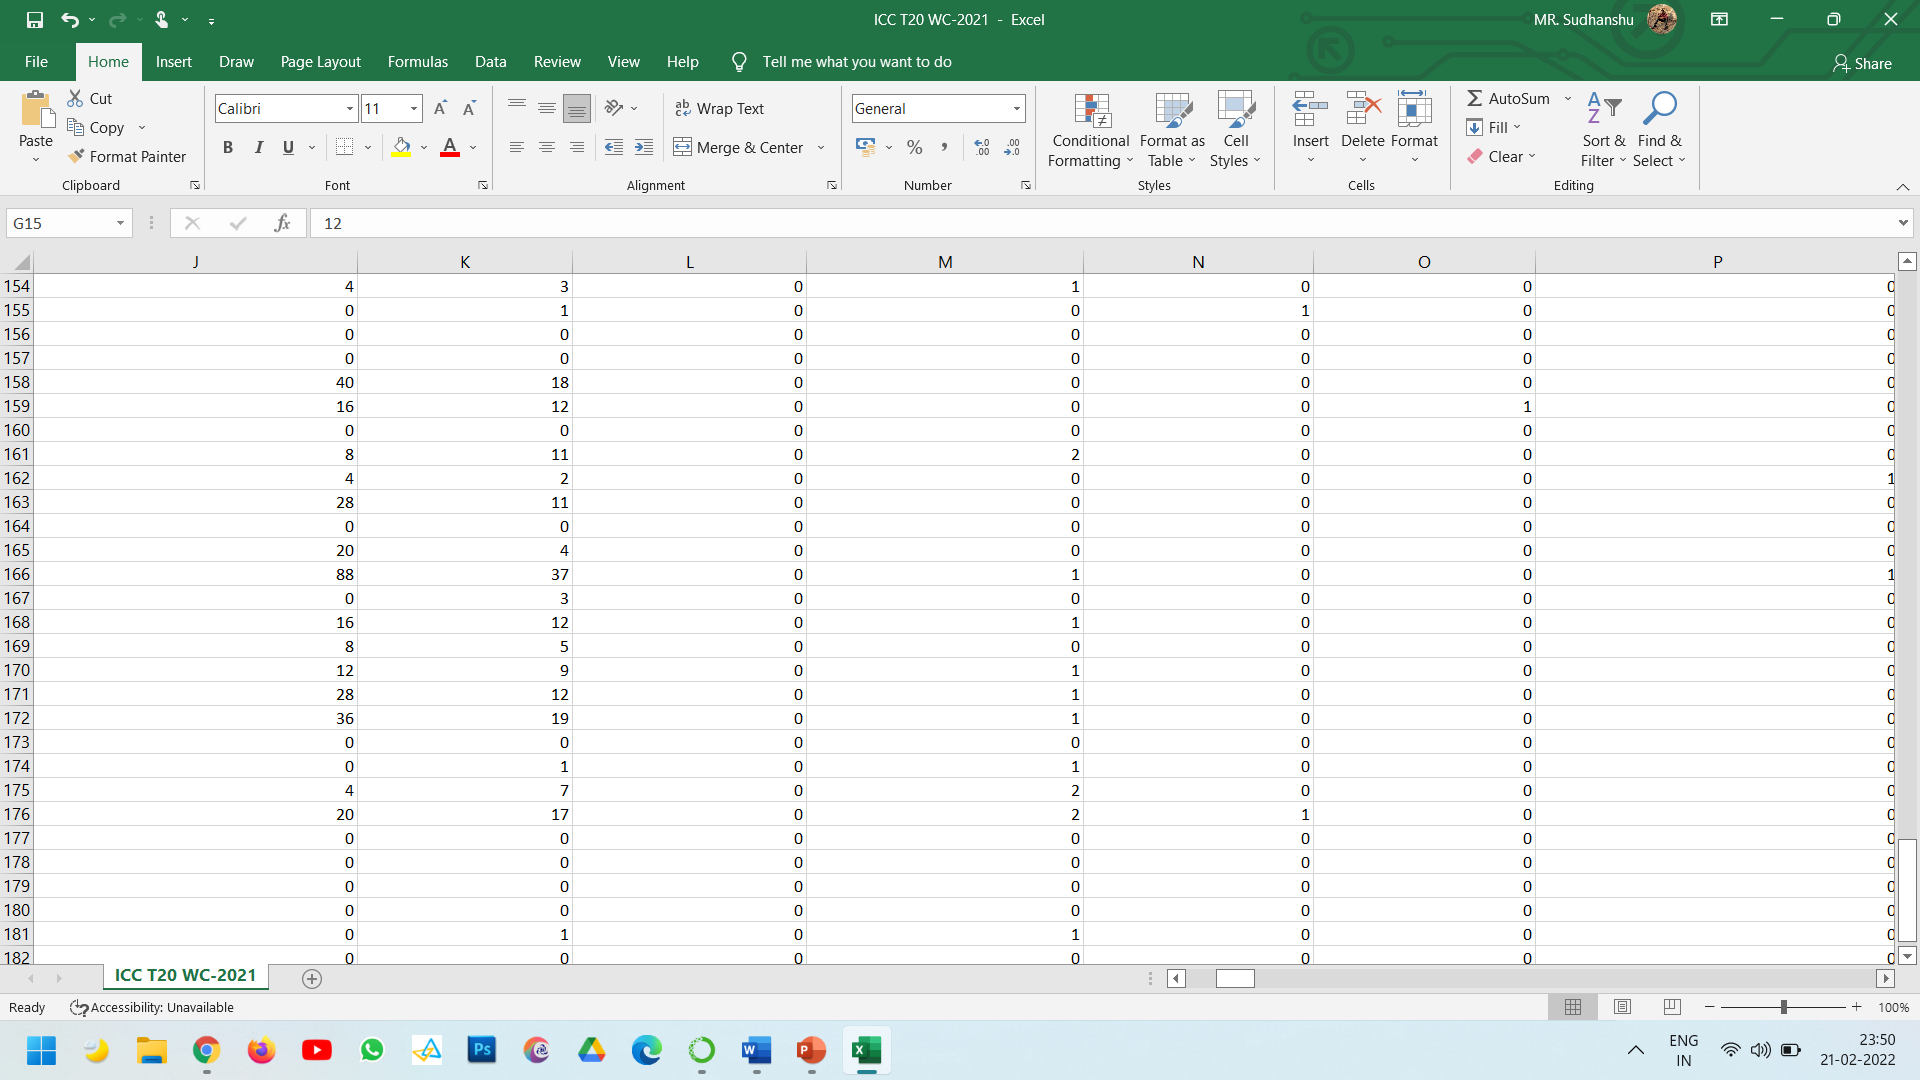 ICC T20 WC-2021 - Excel
MR. Sudhanshu
File Home Insert Draw Page Layout Formulas Data Review View Help Tell me what you want to do
Share
Paste
Cut
Copy
Format Painter
Clipboard
Calibri 11
B I U
Font
Wrap Text
Merge & Center
Alignment
General
% ,
Number
Conditional Formatting
Format as Table
Cell Styles
Styles
Insert Delete Format
Cells
AutoSum
Fill
Clear
Sort & Filter
Find & Select
Editing
G15 fx 12
J K L M N O P
154 4 3 0 1 0 0 0
155 0 1 0 0 1 0 0
156 0 0 0 0 0 0 0
157 0 0 0 0 0 0 0
158 40 18 0 0 0 0 0
159 16 12 0 0 0 1 0
160 0 0 0 0 0 0 0
161 8 11 0 2 0 0 0
162 4 2 0 0 0 0 1
163 28 11 0 0 0 0 0
164 0 0 0 0 0 0 0
165 20 4 0 0 0 0 0
166 88 37 0 1 0 0 1
167 0 3 0 0 0 0 0
168 16 12 0 1 0 0 0
169 8 5 0 0 0 0 0
170 12 9 0 1 0 0 0
171 28 12 0 1 0 0 0
172 36 19 0 1 0 0 0
173 0 0 0 0 0 0 0
174 0 1 0 1 0 0 0
175 4 7 0 2 0 0 0
176 20 17 0 2 1 0 0
177 0 0 0 0 0 0 0
178 0 0 0 0 0 0 0
179 0 0 0 0 0 0 0
180 0 0 0 0 0 0 0
181 0 1 0 1 0 0 0
182 0 0 0 0 0 0 0
ICC T20 WC-2021
Ready Accessibility: Unavailable 100%
Ps W P X
ENG
IN
23:50
21-02-2022